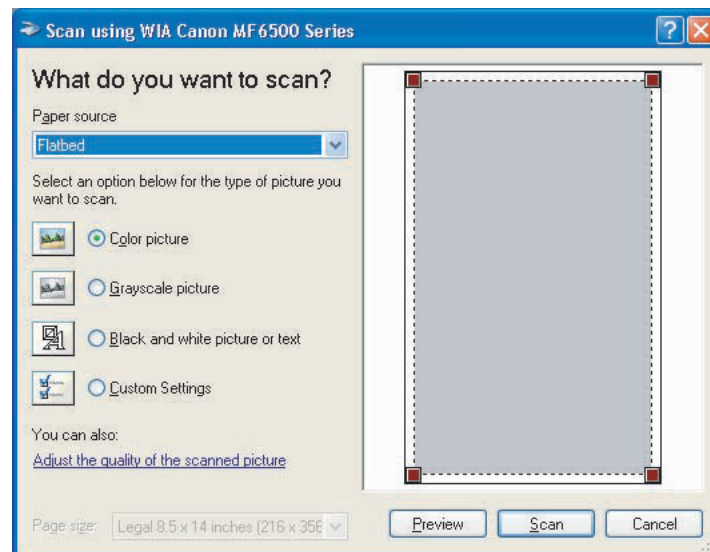 Scan using WIA Canon MF6500 Series
What do you want to scan?
Paper source
Flatbed
Select an option below for the type of picture you
want to scan.
Color picture
Grayscale picture
Black and white picture or text
Custom Settings
You can also:
Adjust the quality of the scanned picture
Page size: Legal 8.5 x 14 inches (216 x 356
Preview Scan Cancel